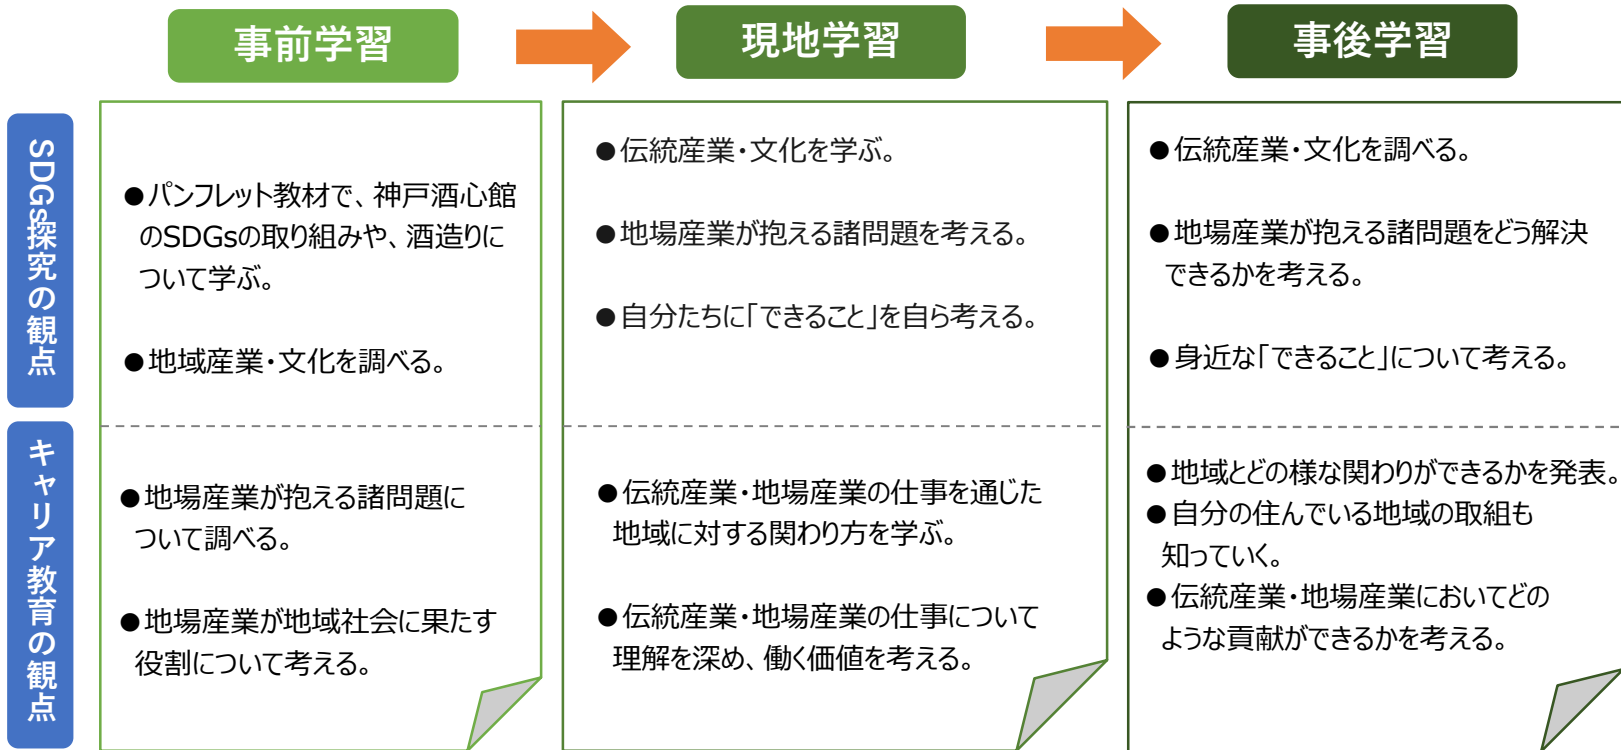 事前学習
現地学習
事後学習
SDGs探究の観点
●パンフレット教材で、神戸酒心館
のSDGsの取り組みや、酒造りに
ついて学ぶ。
●地域産業・文化を調べる。
●伝統産業・文化を学ぶ。
●地場産業が抱える諸問題を考える。
●自分たちに「できること」を自ら考える。
●伝統産業・文化を調べる。
●地場産業が抱える諸問題をどう解決
できるかを考える。
●身近な「できること」について考える。
キャリア教育の観点
●地場産業が抱える諸問題に
ついて調べる。
●地場産業が地域社会に果たす
役割について考える。
●伝統産業・地場産業の仕事を通じた
地域に対する関わり方を学ぶ。
●伝統産業・地場産業の仕事について
理解を深め、働く価値を考える。
●地域とどの様な関わりができるかを発表。
●自分の住んでいる地域の取組も
知っていく。
●伝統産業・地場産業においてどの
ような貢献ができるかを考える。